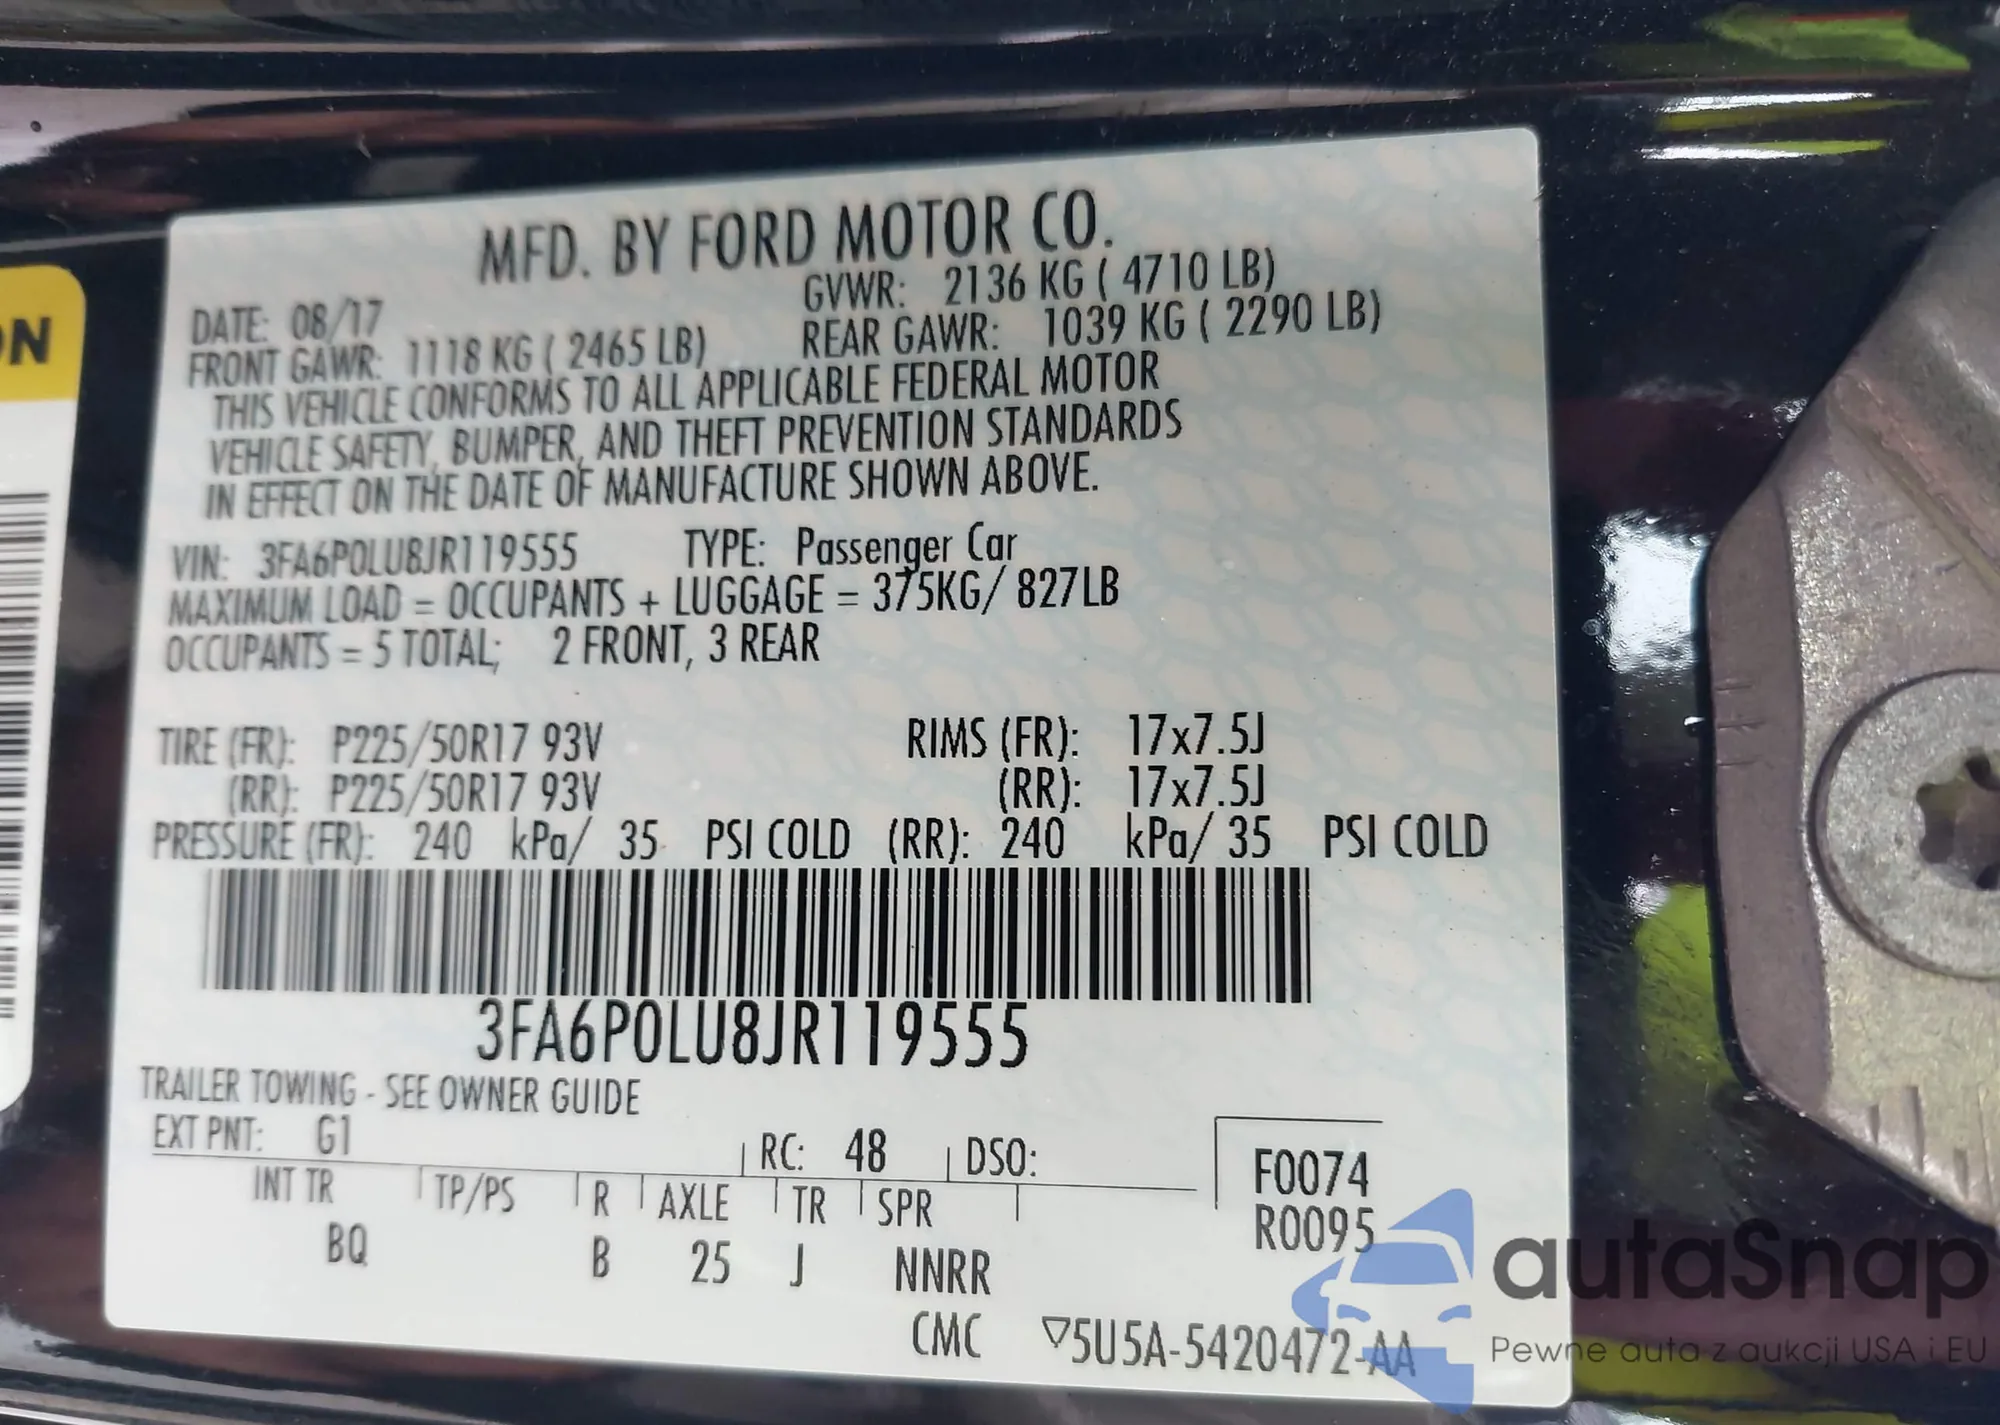 ON
MFD. BY FORD MOTOR CO.
DATE: 08/17 GVWR: 2136 KG ( 4710 LB)
FRONT GAWR: 1118 KG ( 2465 LB) REAR GAWR: 1039 KG ( 2290 LB)
THIS VEHICLE CONFORMS TO ALL APPLICABLE FEDERAL MOTOR
VEHICLE SAFETY, BUMPER, AND THEFT PREVENTION STANDARDS
IN EFFECT ON THE DATE OF MANUFACTURE SHOWN ABOVE.
VIN: 3FA6P0LU8JR119555 TYPE: Passenger Car
MAXIMUM LOAD = OCCUPANTS + LUGGAGE = 375KG/ 827LB
OCCUPANTS = 5 TOTAL; 2 FRONT, 3 REAR
TIRE (FR): P225/50R17 93V RIMS (FR): 17x7.5J
(RR): P225/50R17 93V (RR): 17x7.5J
PRESSURE (FR): 240 kPa/ 35 PSI COLD (RR): 240 kPa/ 35 PSI COLD
3FA6P0LU8JR119555
TRAILER TOWING - SEE OWNER GUIDE
EXT PNT: G1 RC: 48 DSO: F0074
INT TR TP/PS R AXLE TR SPR R0095
BQ B 25 J NNRR
CMC ▽5U5A-5420472-AA
autaSnap
Pewne auta z aukcji USA i EU